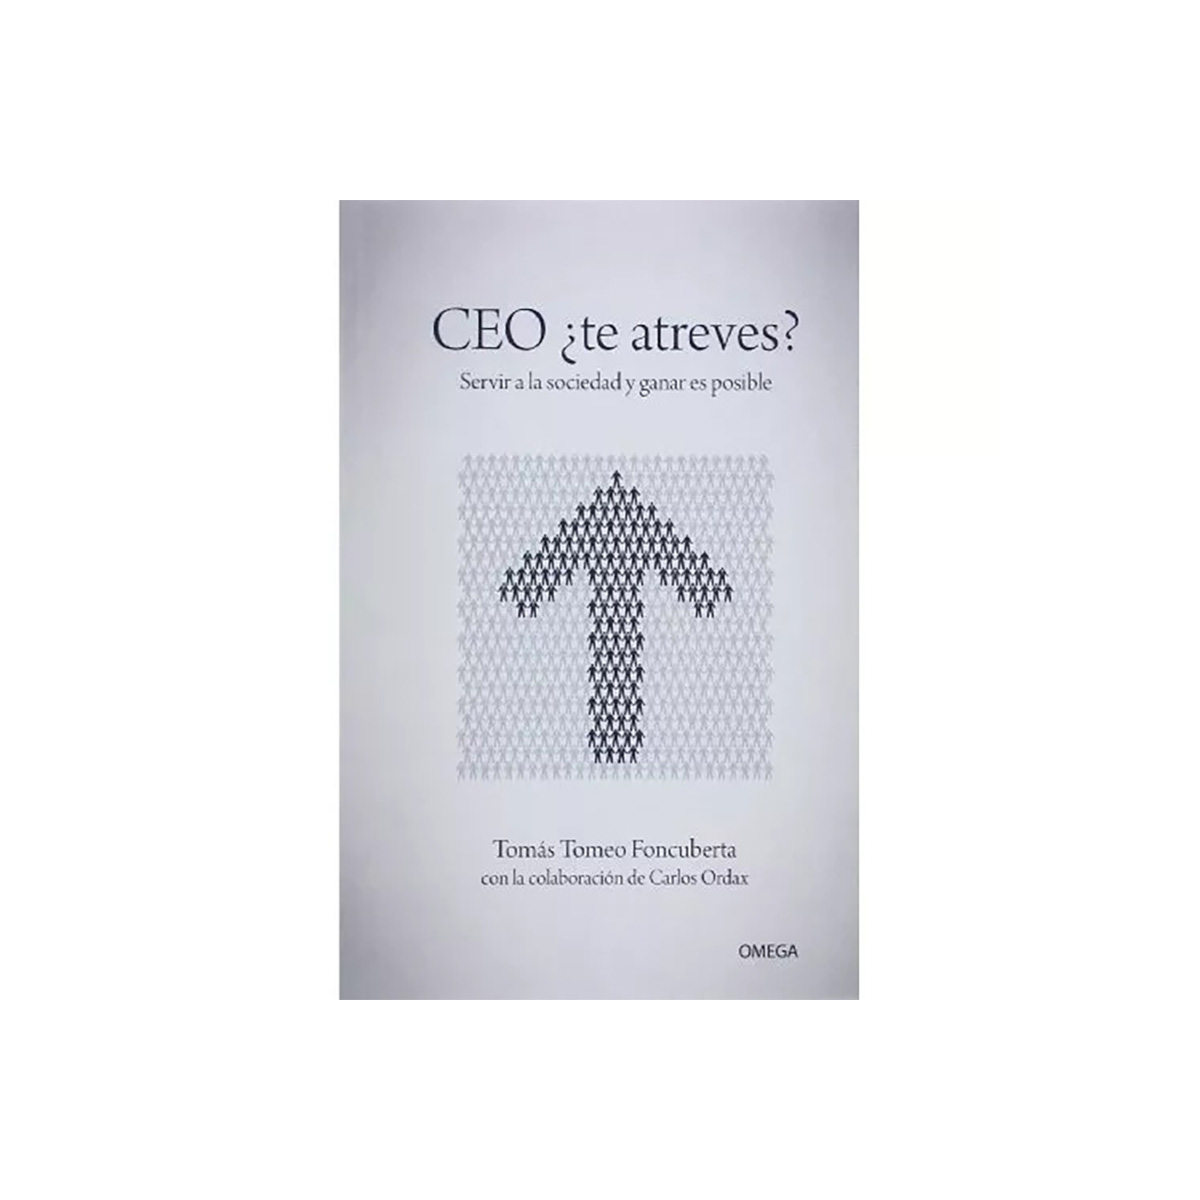 CEO ¿te atreves?
Servir a la sociedad y ganar es posible
Tomás Tomeo Foncuberta
con la colaboración de Carlos Ordax
OMEGA